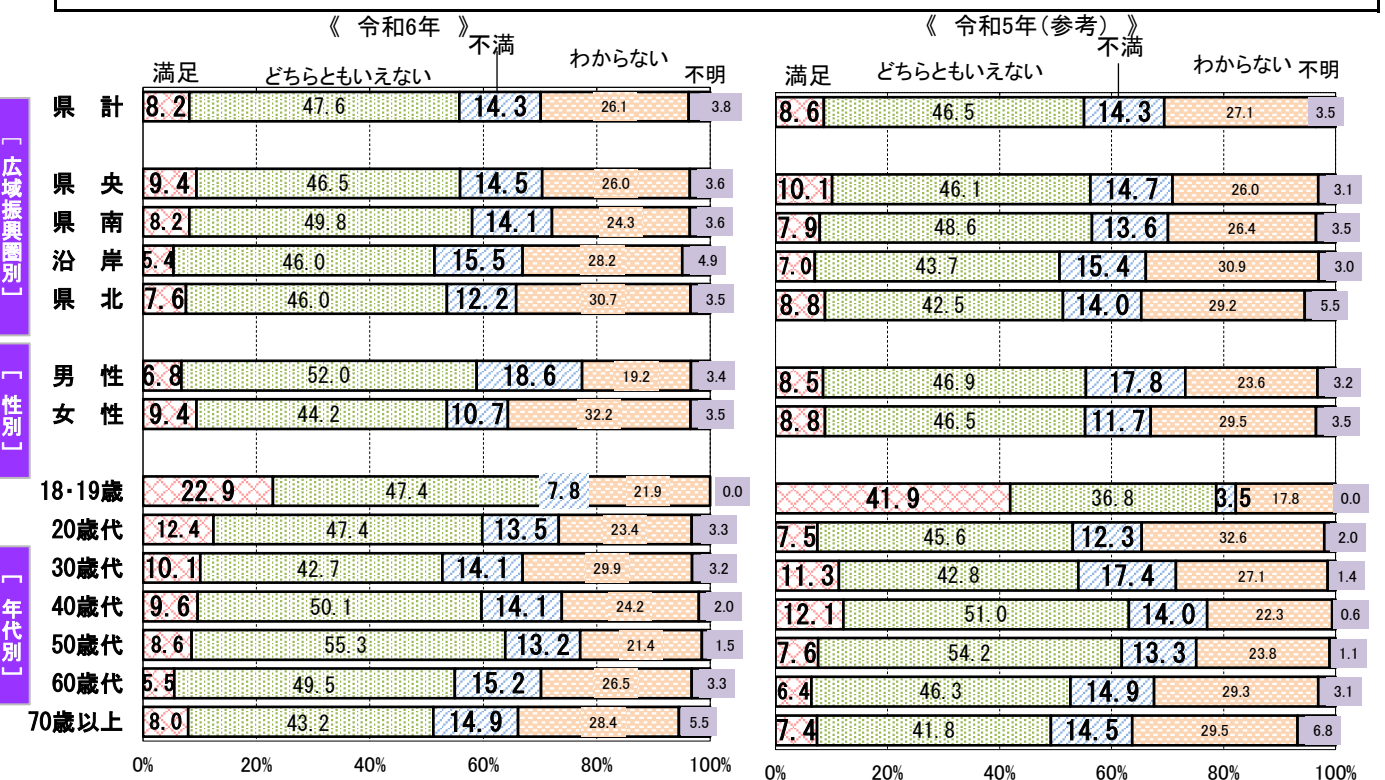 《 令和6年 》
《 令和5年(参考) 》
満足 どちらともいえない 不満 わからない 不明
満足 どちらともいえない 不満 わからない 不明
県 計 8.2 47.6 14.3 26.1 3.8 8.6 46.5 14.3 27.1 3.5
[ 広域振興圏別 ]
県 央 9.4 46.5 14.5 26.0 3.6 10.1 46.1 14.7 26.0 3.1
県 南 8.2 49.8 14.1 24.3 3.6 7.9 48.6 13.6 26.4 3.5
沿 岸 5.4 46.0 15.5 28.2 4.9 7.0 43.7 15.4 30.9 3.0
県 北 7.6 46.0 12.2 30.7 3.5 8.8 42.5 14.0 29.2 5.5
[ 性別 ]
男 性 6.8 52.0 18.6 19.2 3.4 8.5 46.9 17.8 23.6 3.2
女 性 9.4 44.2 10.7 32.2 3.5 8.8 46.5 11.7 29.5 3.5
[ 年代別 ]
18・19歳 22.9 47.4 7.8 21.9 0.0 41.9 36.8 3.5 17.8 0.0
20歳代 12.4 47.4 13.5 23.4 3.3 7.5 45.6 12.3 32.6 2.0
30歳代 10.1 42.7 14.1 29.9 3.2 11.3 42.8 17.4 27.1 1.4
40歳代 9.6 50.1 14.1 24.2 2.0 12.1 51.0 14.0 22.3 0.6
50歳代 8.6 55.3 13.2 21.4 1.5 7.6 54.2 13.3 23.8 1.1
60歳代 5.5 49.5 15.2 26.5 3.3 6.4 46.3 14.9 29.3 3.1
70歳以上 8.0 43.2 14.9 28.4 5.5 7.4 41.8 14.5 29.5 6.8
0% 20% 40% 60% 80% 100%
0% 20% 40% 60% 80% 100%